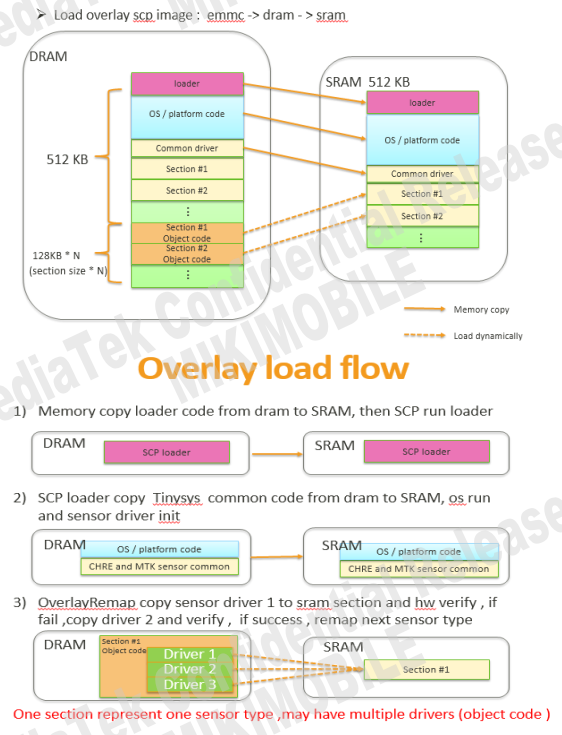 ➢ Load overlay scp image : emmc -> dram - > sram
DRAM
loader
OS / platform code
Common driver
Section #1
Section #2
⋮
Section #1
Object code
Section #2
Object code
⋮
512 KB
128KB * N
(section size * N)
SRAM 512 KB
loader
OS / platform code
Common driver
Section #1
Section #2
⋮
Memory copy
Load dynamically
Overlay load flow
1) Memory copy loader code from dram to SRAM, then SCP run loader
DRAM
SCP loader
SRAM
SCP loader
2) SCP loader copy Tinysys common code from dram to SRAM, os run
and sensor driver init
DRAM
OS / platform code
CHRE and MTK sensor common
SRAM
OS / platform code
CHRE and MTK sensor common
3) OverlayRemap copy sensor driver 1 to sram section and hw verify , if
fail ,copy driver 2 and verify , if success , remap next sensor type
DRAM
Section #1
Object code
Driver 1
Driver 2
Driver 3
SRAM
Section #1
One section represent one sensor type ,may have multiple drivers (object code )
ediaTek Confidential Release
MIKIMOBILE